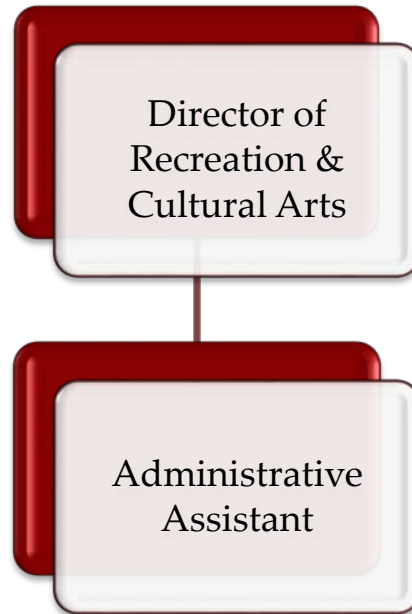 Director of
Recreation &
Cultural Arts
Administrative
Assistant